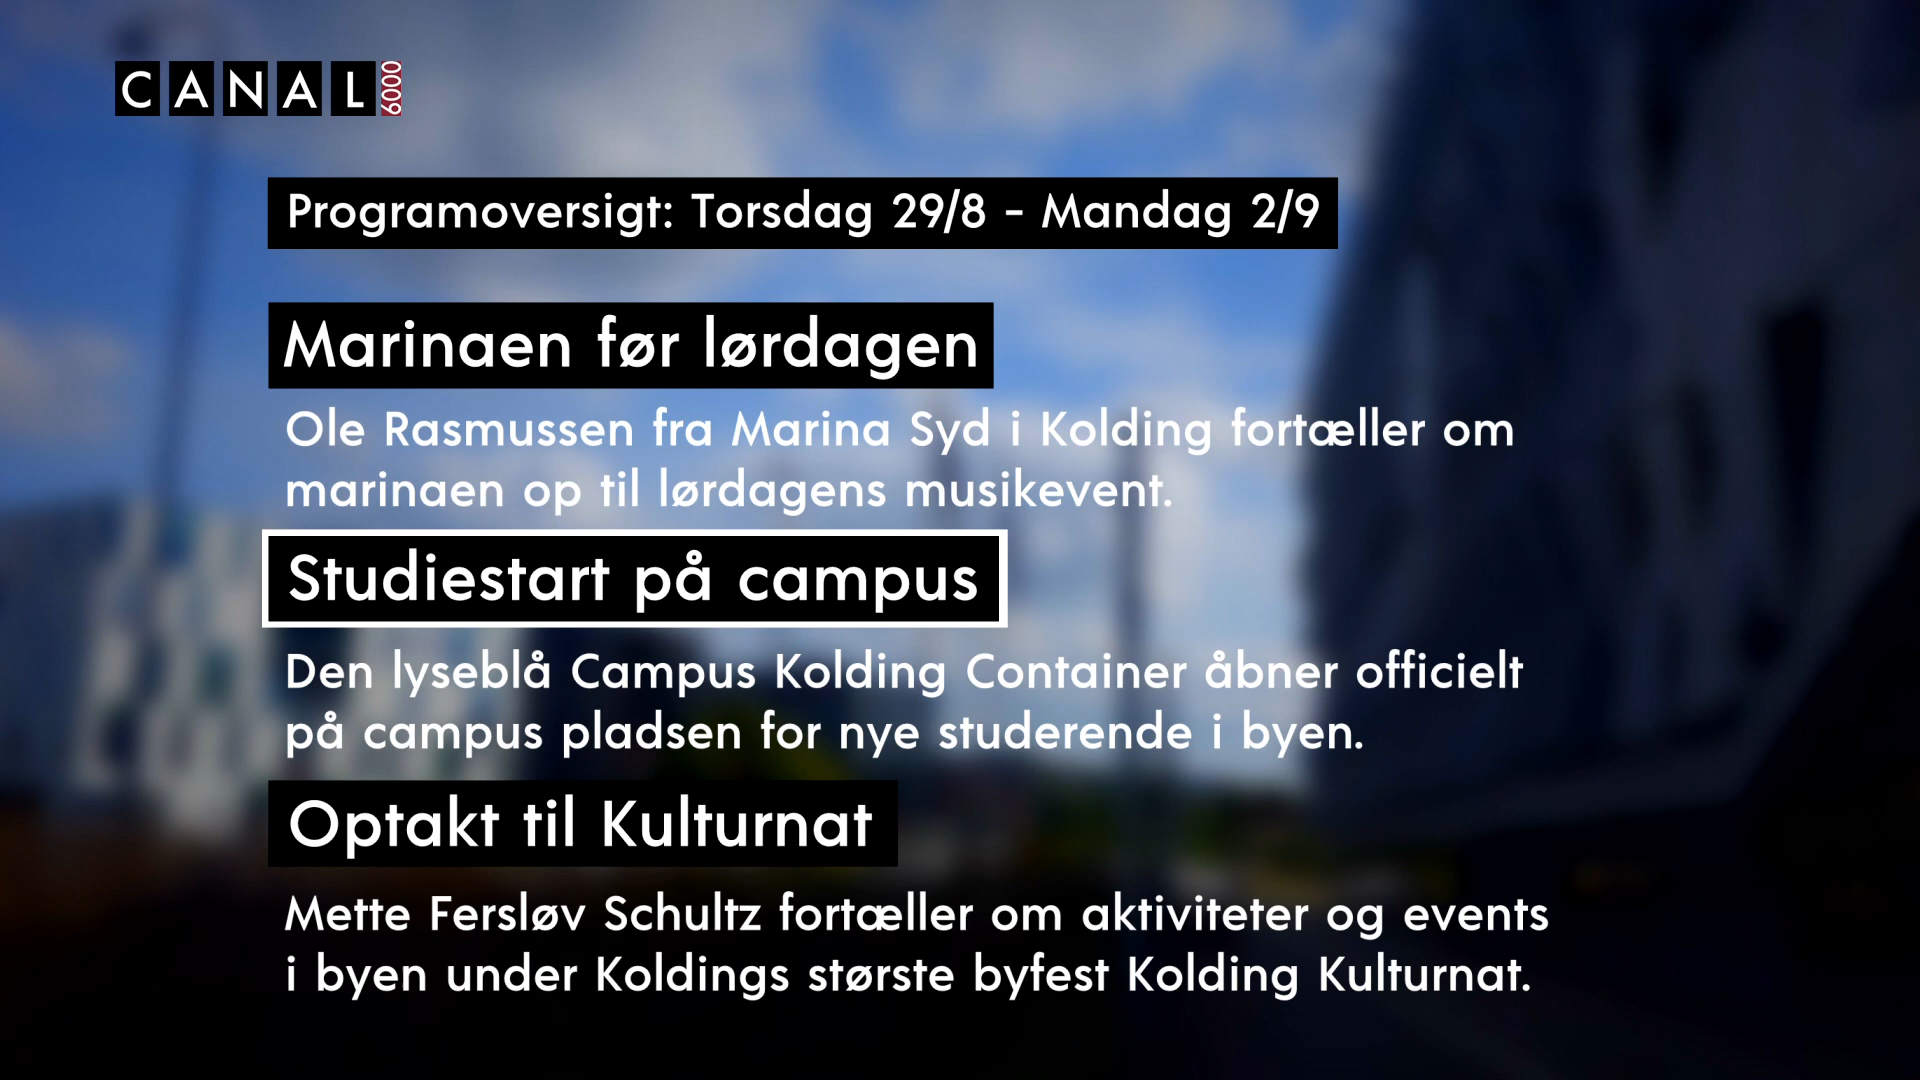 CANAL 6000
Programoversigt: Torsdag 29/8 - Mandag 2/9
Marinaen før lørdagen
Ole Rasmussen fra Marina Syd i Kolding fortæller om
marinaen op til lørdagens musikevent.
Studiestart på campus
Den lyseblå Campus Kolding Container åbner officielt
på campus pladsen for nye studerende i byen.
Optakt til Kulturnat
Mette Fersløv Schultz fortæller om aktiviteter og events
i byen under Koldings største byfest Kolding Kulturnat.